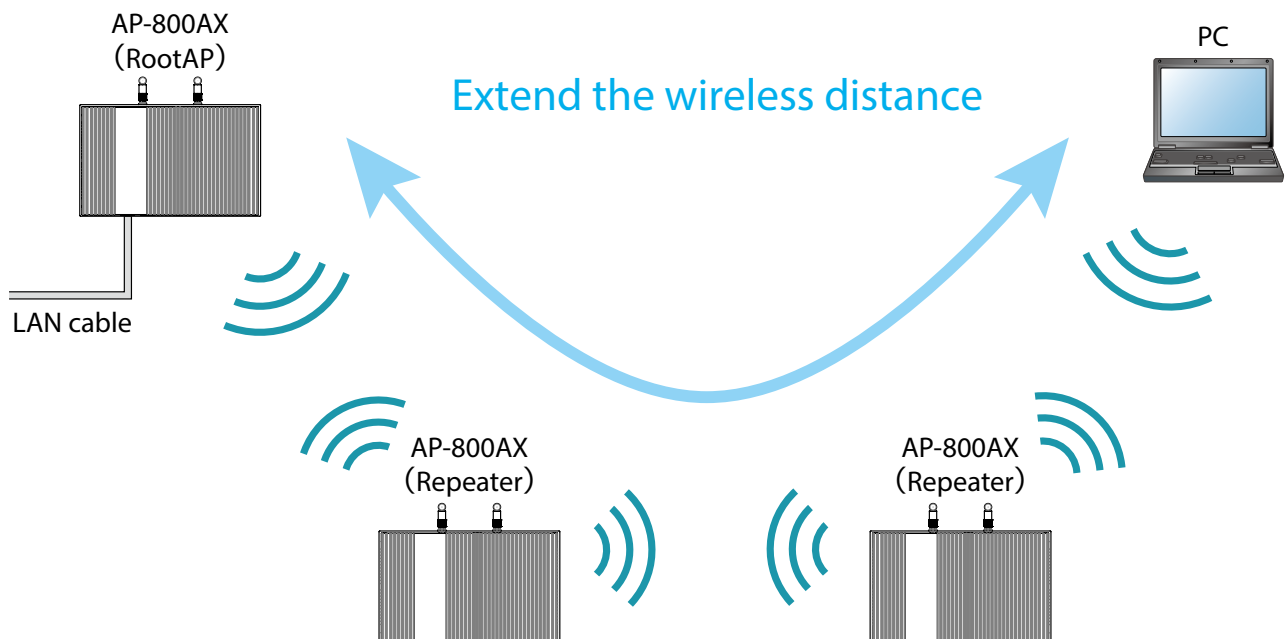 AP-800AX
（RootAP）
PC
Extend the wireless distance
LAN cable
AP-800AX
（Repeater）
AP-800AX
（Repeater）